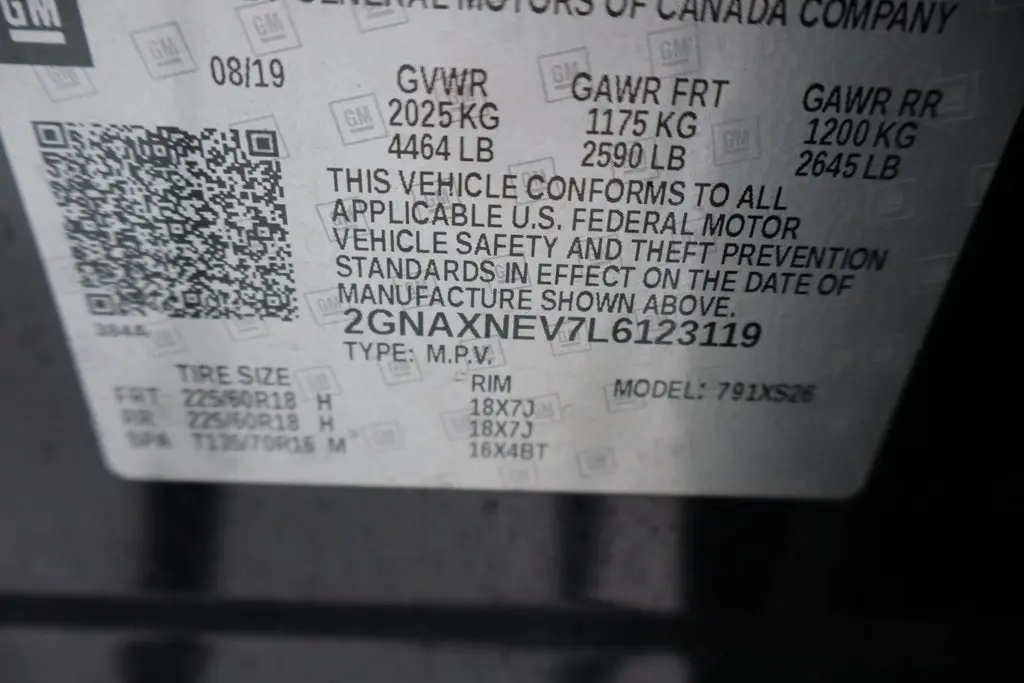 GM
GENERAL MOTORS OF CANADA COMPANY
08/19 GVWR GAWR FRT GAWR RR
2025 KG 1175 KG 1200 KG
4464 LB 2590 LB 2645 LB
THIS VEHICLE CONFORMS TO ALL
APPLICABLE U.S. FEDERAL MOTOR
VEHICLE SAFETY AND THEFT PREVENTION
STANDARDS IN EFFECT ON THE DATE OF
MANUFACTURE SHOWN ABOVE.
2GNAXNEV7L6123119
TYPE: M.P.V.
TIRE SIZE RIM MODEL: 791XS26
FRT 225/60R18 H 18X7J
RR 225/60R18 H 18X7J
SPA T135/70R16 M 16X4BT